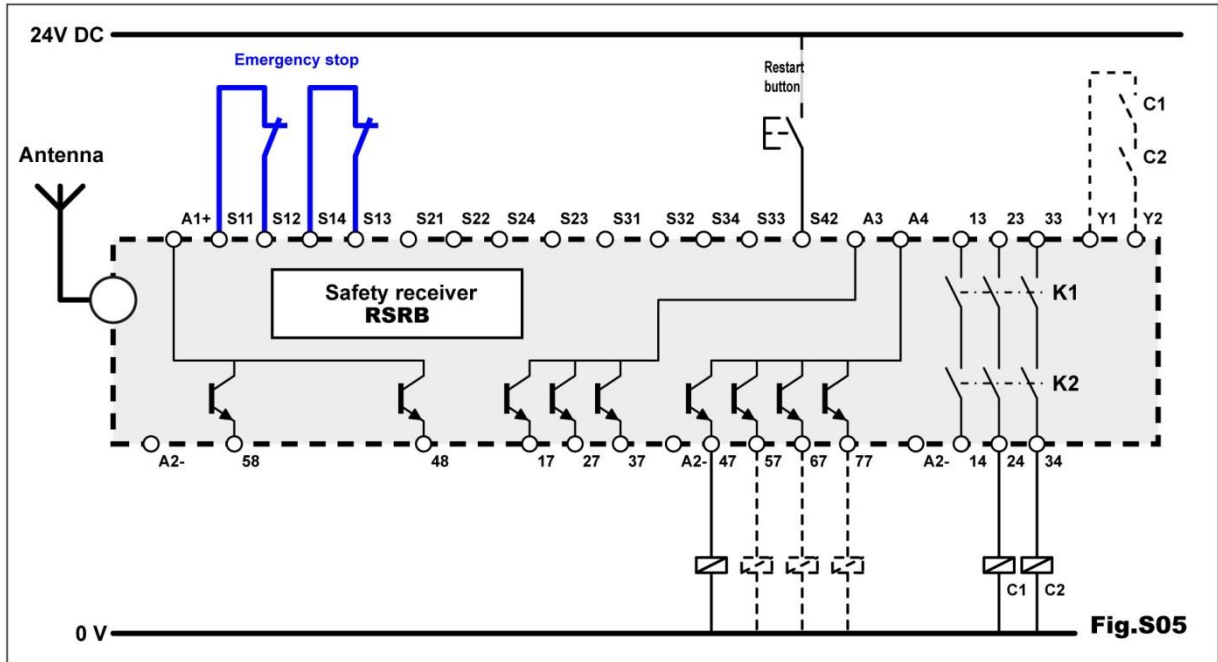 24V DC
Emergency stop
Restart
button
C1
C2
Antenna
A1+ S11 S12 S14 S13 S21 S22 S24 S23 S31 S32 S34 S33 S42 A3 A4 13 23 33 Y1 Y2
Safety receiver
RSRB
K1
K2
A2- 58 48 17 27 37 A2- 47 57 67 77 A2- 14 24 34
C1 C2
0 V
Fig.S05